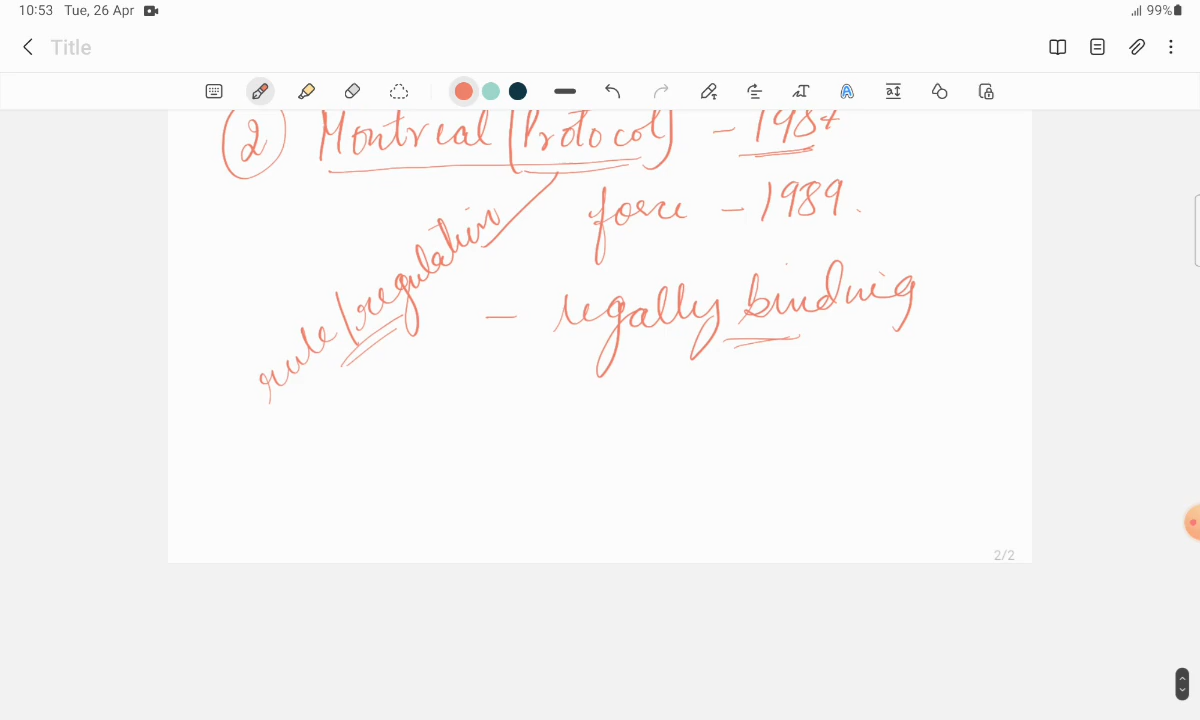 10:53 Tue, 26 Apr 99%
Title
② Montreal (Protocol) - 1987
force - 1989.
rule/regulation
- legally binding
2/2